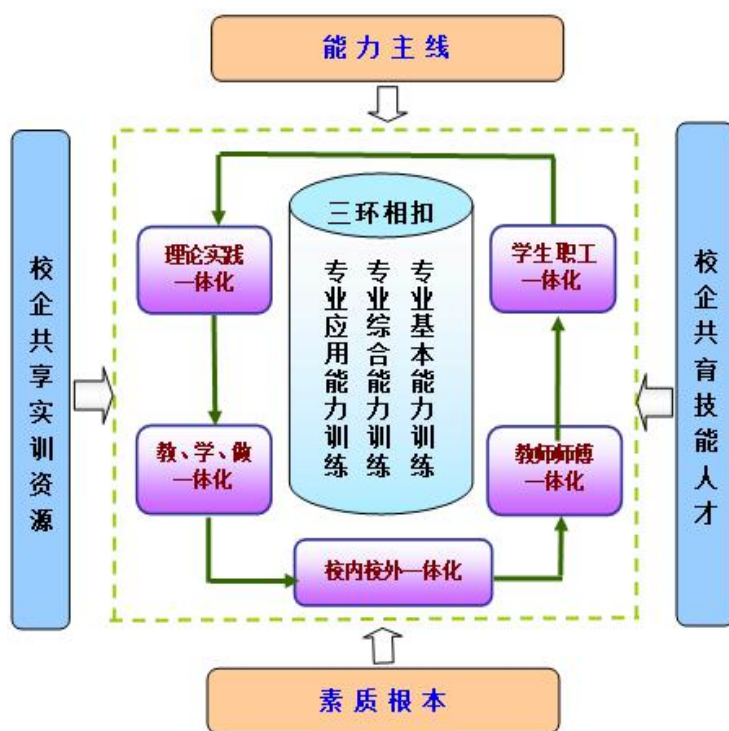 能力主线
校企共享实训资源
理论实践
一体化
教、学、做
一体化
三环相扣
专业基本能力训练
专业综合能力训练
专业应用能力训练
校内校外一体化
学生职工
一体化
教师师傅
一体化
校企共育技能人才
素质根本